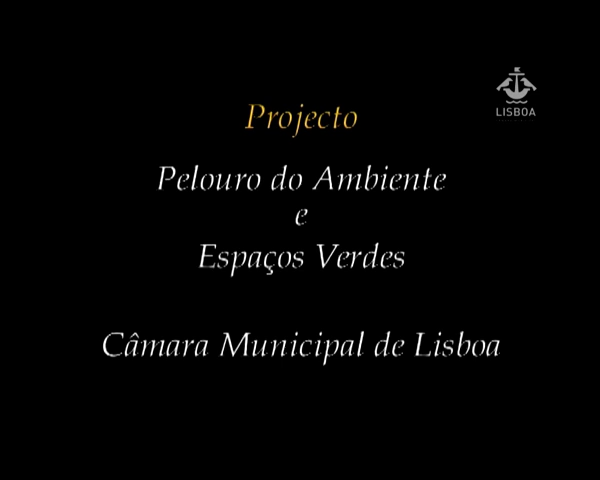 LISBOA
Projecto
Pelouro do Ambiente
e
Espaços Verdes
Câmara Municipal de Lisboa